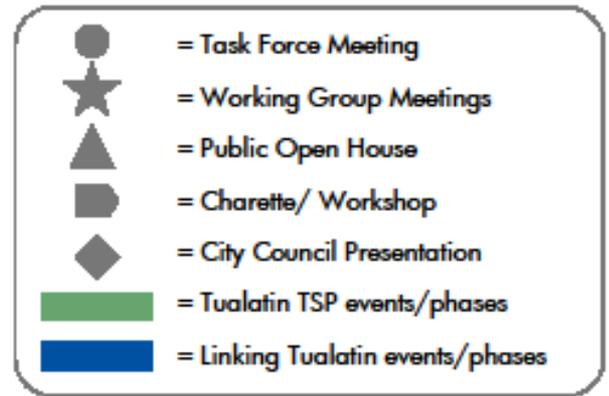 = Task Force Meeting
= Working Group Meetings
= Public Open House
= Charette/ Workshop
= City Council Presentation
= Tualatin TSP events/phases
= Linking Tualatin events/phases